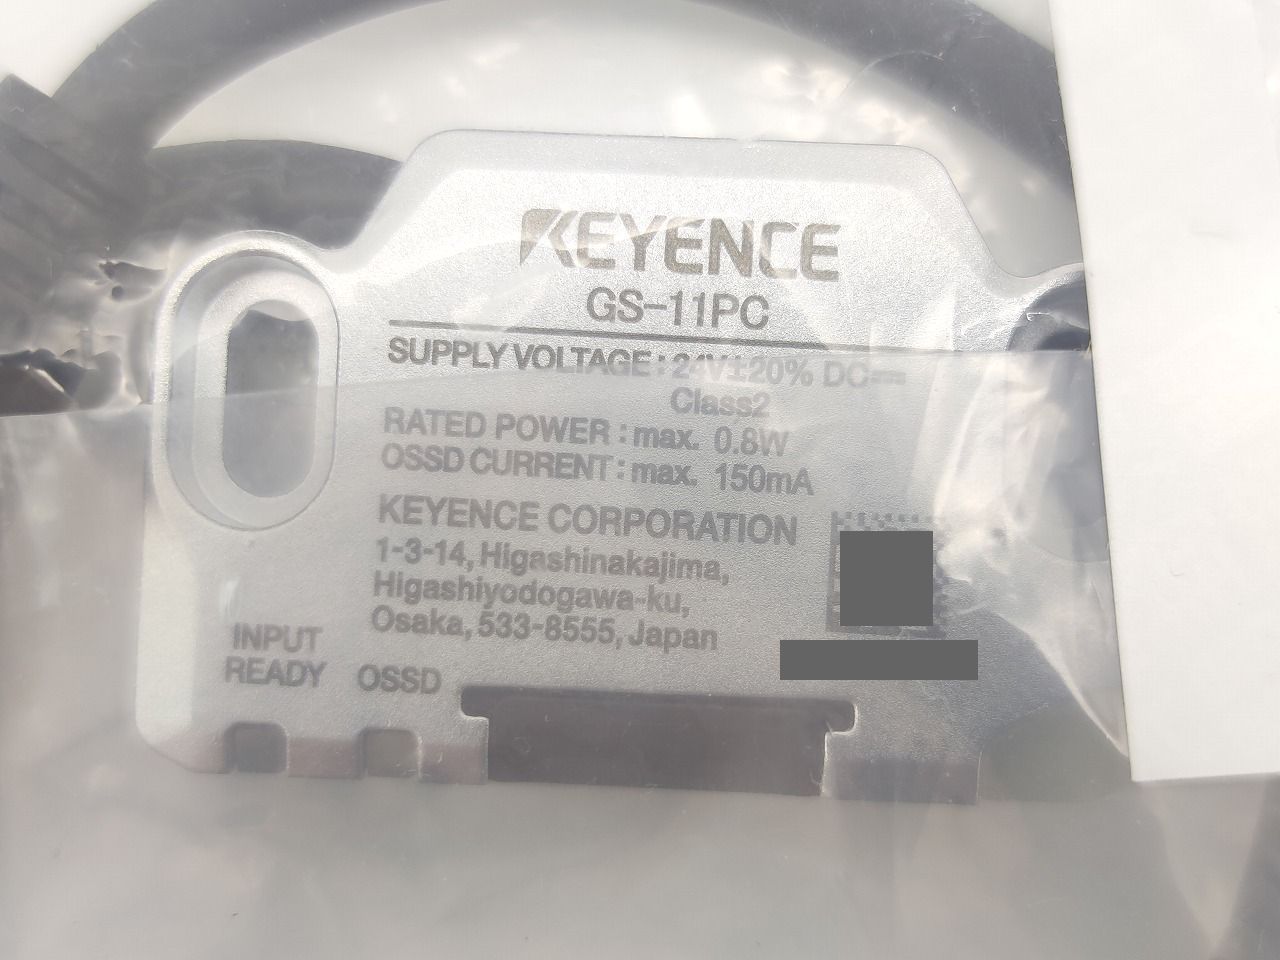 KEYENCE
GS-11PC
SUPPLY VOLTAGE : 24V±20% DC⎓
Class2
RATED POWER : max. 0.8W
OSSD CURRENT : max. 150mA
KEYENCE CORPORATION
1-3-14, Higashinakajima,
Higashiyodogawa-ku,
Osaka, 533-8555, Japan
INPUT
READY OSSD